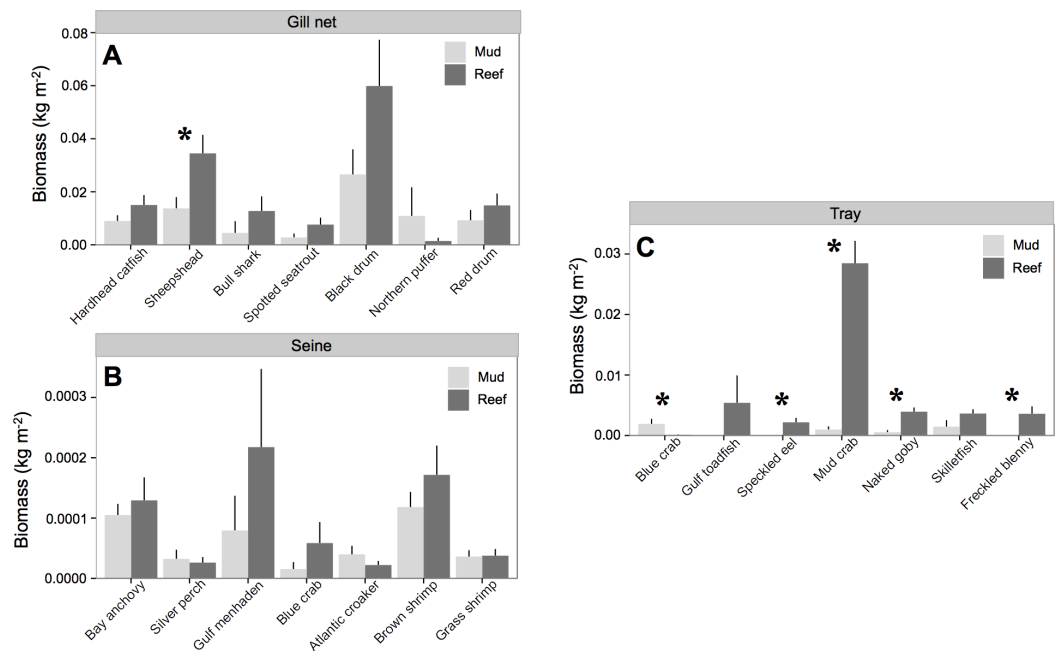 Gill net
A
Mud
Reef
*
Biomass (kg m-2)
0.08
0.06
0.04
0.02
0.00
Hardhead catfish
Sheepshead
Bull shark
Spotted seatrout
Black drum
Northern puffer
Red drum
Seine
B
Mud
Reef
Biomass (kg m-2)
0.0003
0.0002
0.0001
0.0000
Bay anchovy
Silver perch
Gulf menhaden
Blue crab
Atlantic croaker
Brown shrimp
Grass shrimp
Tray
C
*
Mud
Reef
* * * *
Biomass (kg m-2)
0.03
0.01
0.00
Blue crab
Gulf toadfish
Speckled eel
Mud crab
Naked goby
Skilletfish
Freckled blenny